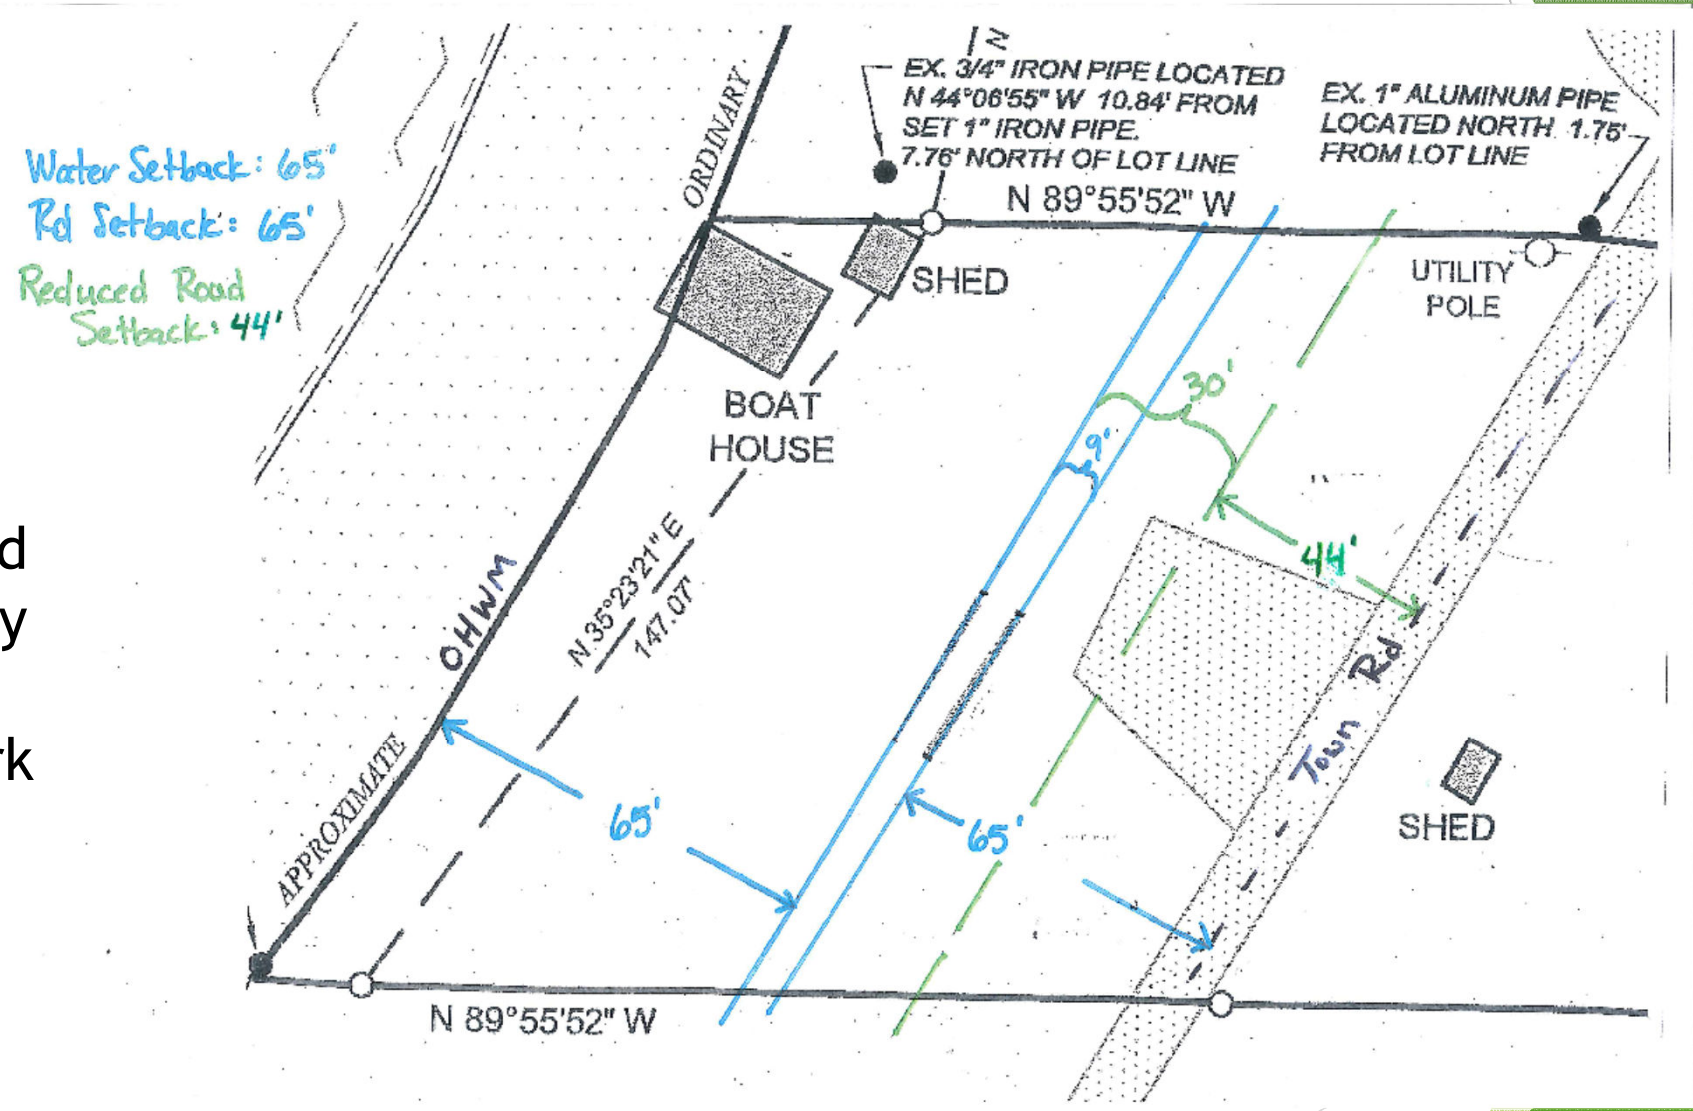 Water Setback: 65'
Rd Setback: 65'
Reduced Road
Setback: 44'
d
y
rk
N
EX. 3/4" IRON PIPE LOCATED
N 44°06'55" W 10.84' FROM
SET 1" IRON PIPE.
7.76' NORTH OF LOT LINE
EX. 1" ALUMINUM PIPE
LOCATED NORTH 1.75'
FROM LOT LINE
N 89°55'52" W
ORDINARY
SHED
UTILITY
POLE
BOAT
HOUSE
30'
9'
44'
OHWM
N 35°23'21" E
147.07'
APPROXIMATE
Town Rd
65'
65'
SHED
N 89°55'52" W